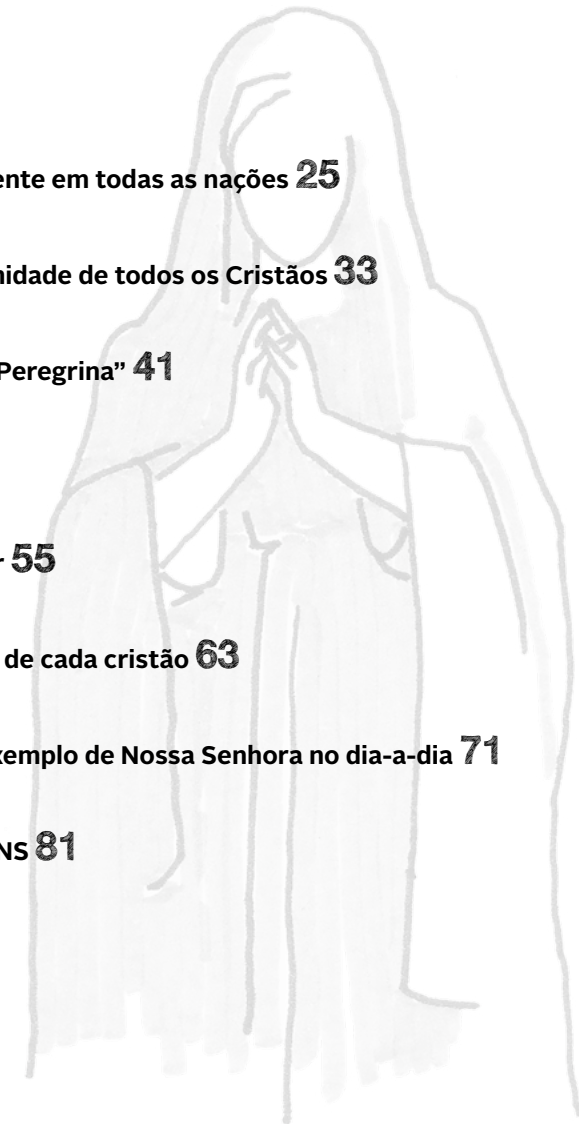 ente em todas as nações 25
idade de todos os Cristãos 33
Peregrina” 41
55
de cada cristão 63
xemplo de Nossa Senhora no dia-a-dia 71
NS 81